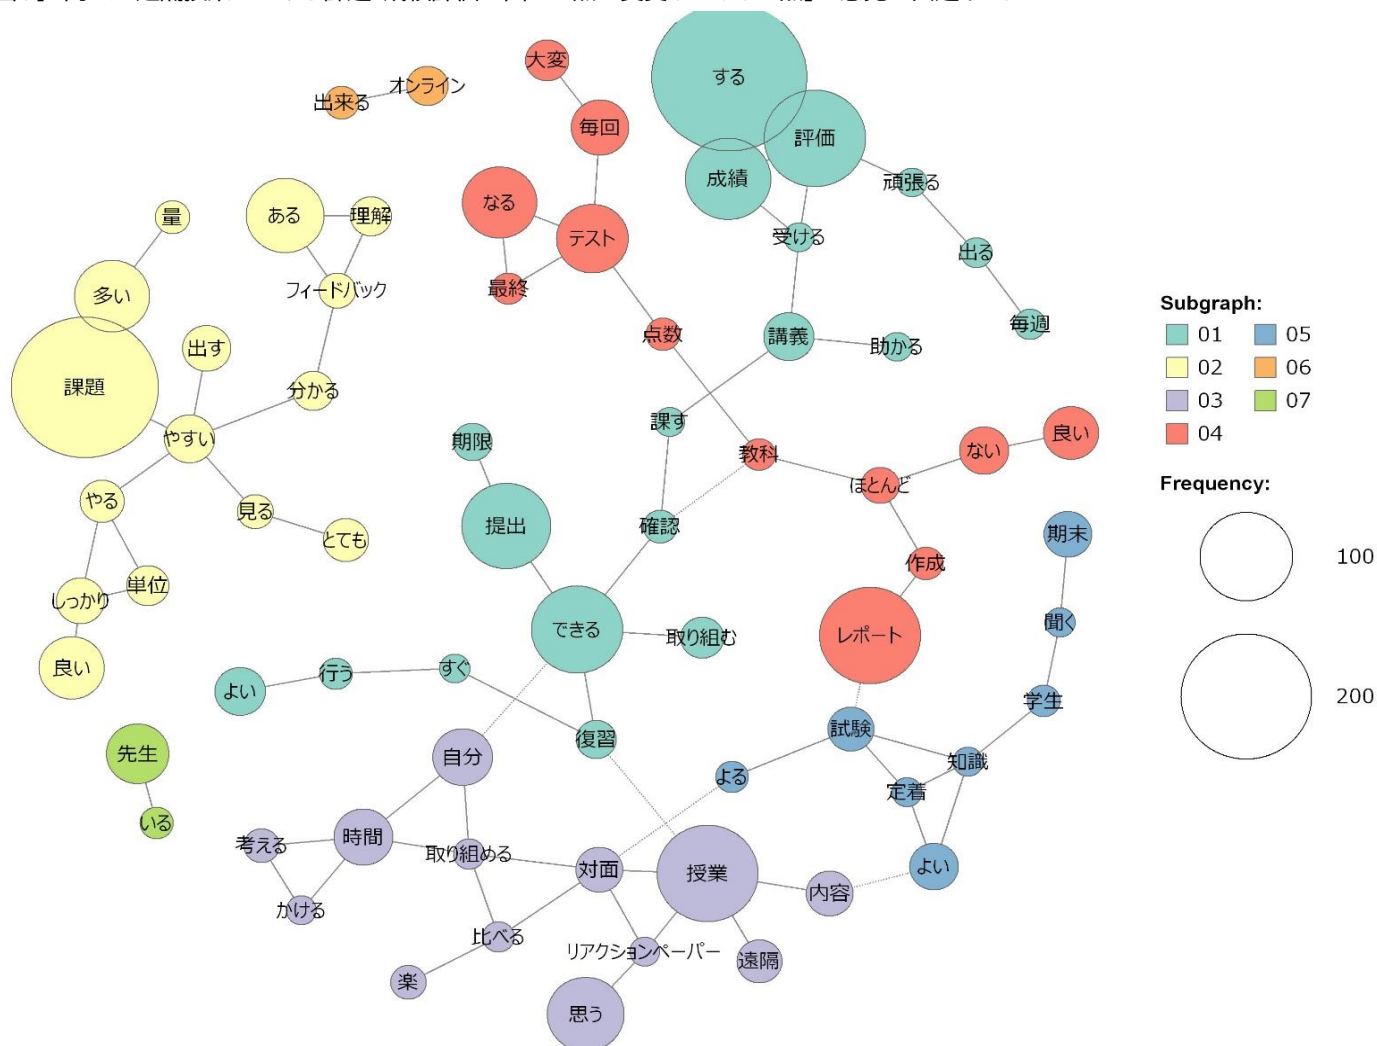 大変
オンライン
出来る
毎回
する
評価
成績
頑張る
量
ある
理解
なる
テスト
受ける
出る
フィードバック
最終
多い
毎週
点数
講義
助かる
出す
課題
分かる
やすい
期限
課す
教科
ない
良い
ほとんど
やる
見る
とても
提出
確認
期末
作成
単位
しっかり
できる
取り組む
レポート
聞く
良い
よい
行う
すぐ
学生
先生
自分
復習
試験
知識
よる
定着
いる
考える
時間
取り組める
対面
授業
内容
よい
かける
比べる
リアクションペーパー
遠隔
楽
思う
Subgraph:
01
05
02
06
03
07
04
Frequency:
100
200